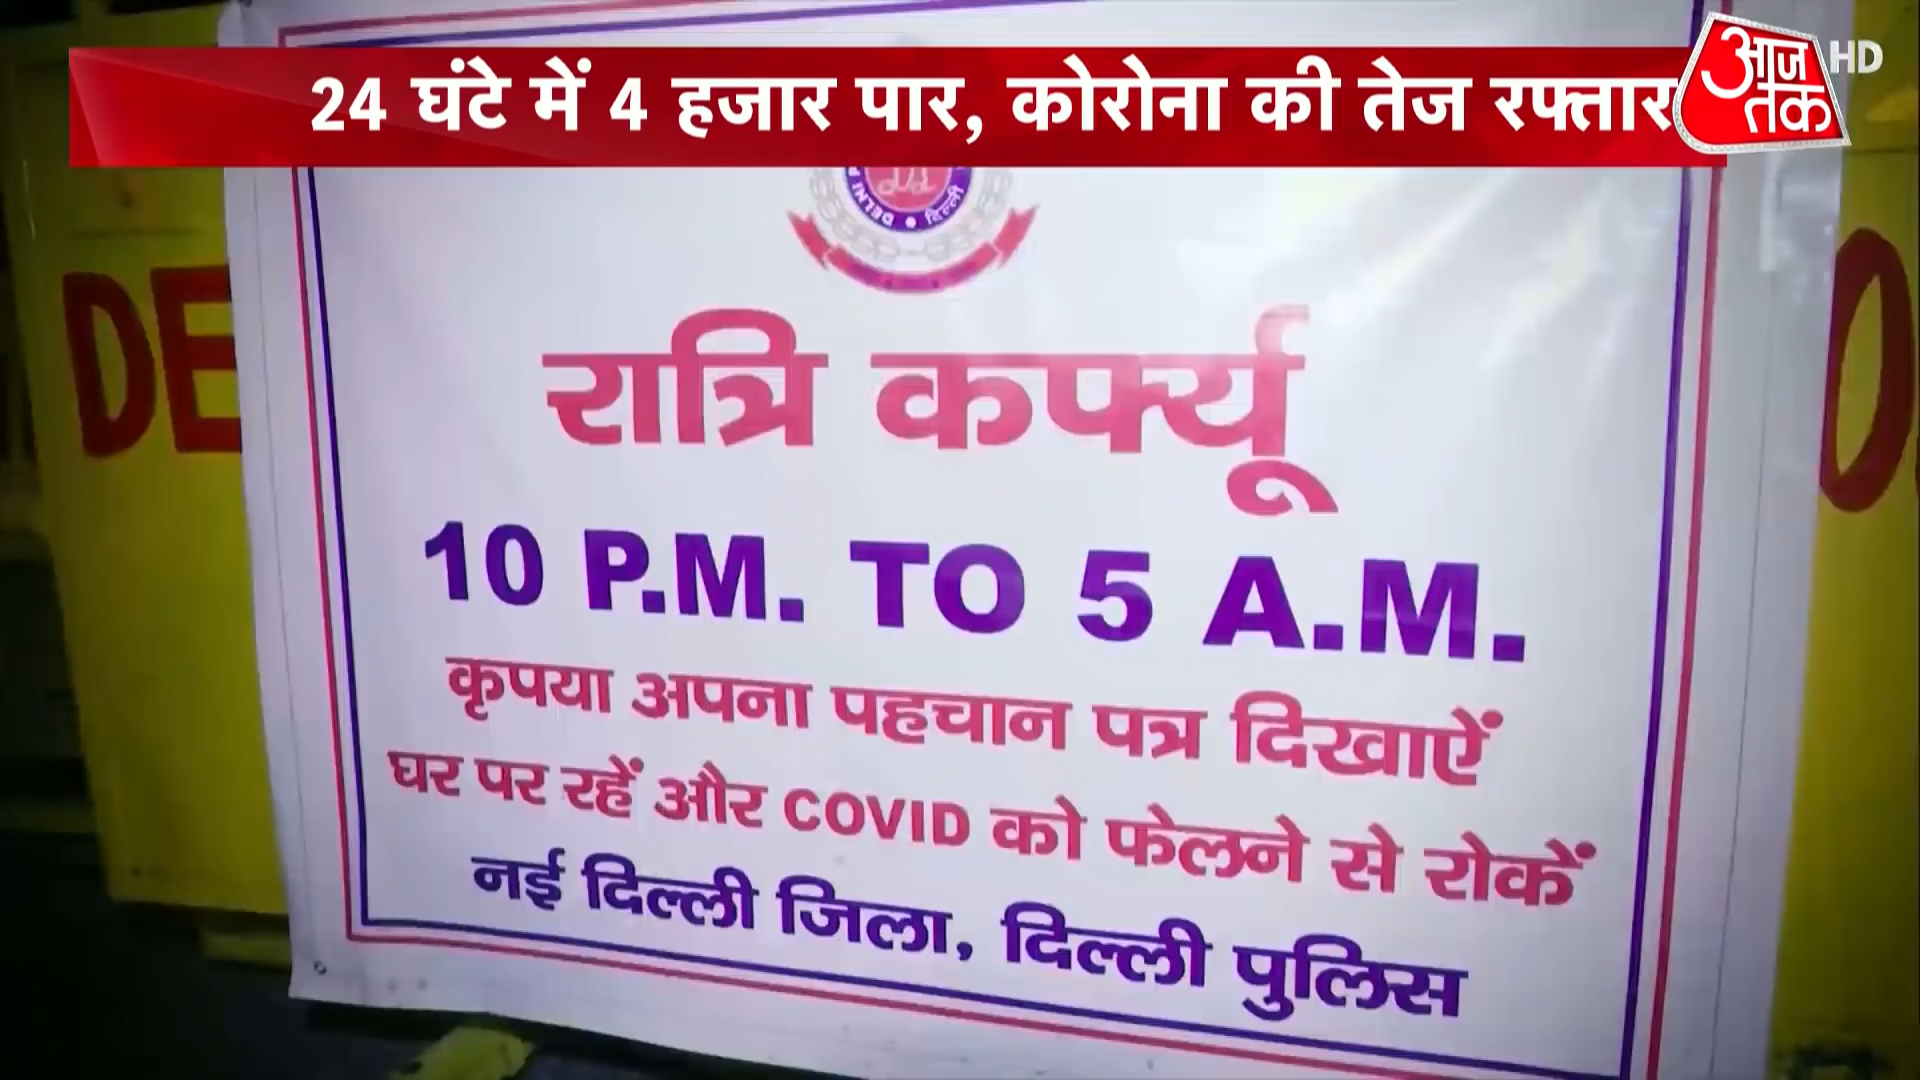 24 घंटे में 4 हजार पार, कोरोना की तेज रफ्तार
आज
तक
HD
दिल्ली
DE
O
रात्रि कर्फ्यू
10 P.M. TO 5 A.M.
कृपया अपना पहचान पत्र दिखाऐं
घर पर रहें और COVID को फेलने से रोकें
नई दिल्ली जिला, दिल्ली पुलिस